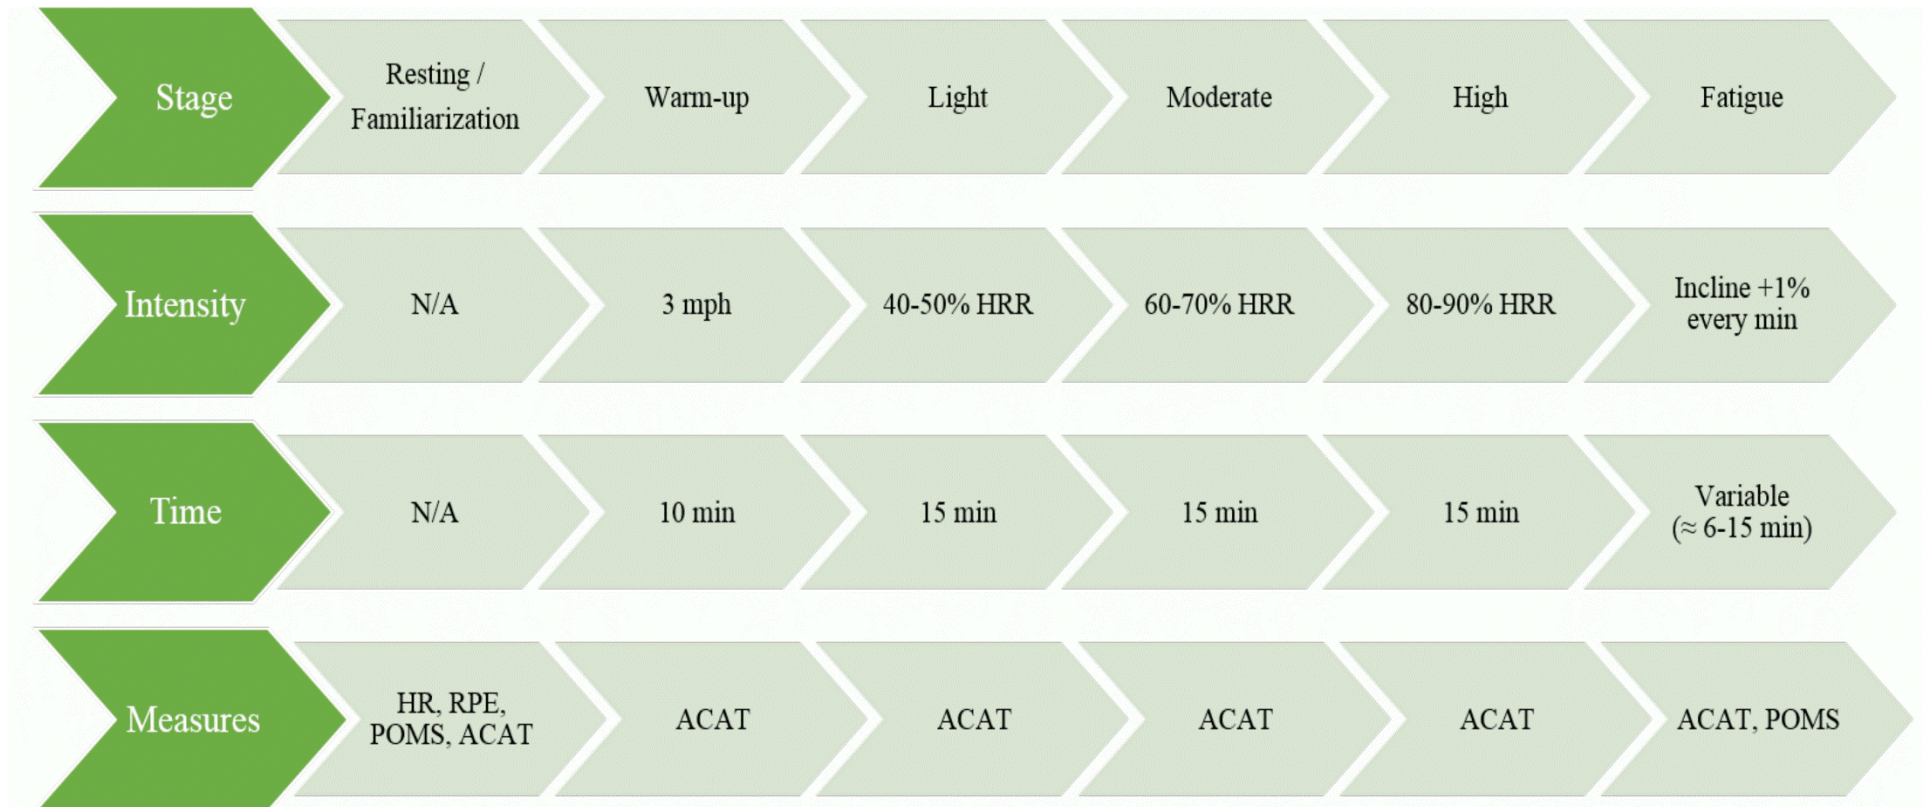 Stage
Resting /
Familiarization
Warm-up
Light
Moderate
High
Fatigue
Intensity
N/A
3 mph
40-50% HRR
60-70% HRR
80-90% HRR
Incline +1%
every min
Time
N/A
10 min
15 min
15 min
15 min
Variable
(≈ 6-15 min)
Measures
HR, RPE,
POMS, ACAT
ACAT
ACAT
ACAT
ACAT
ACAT, POMS